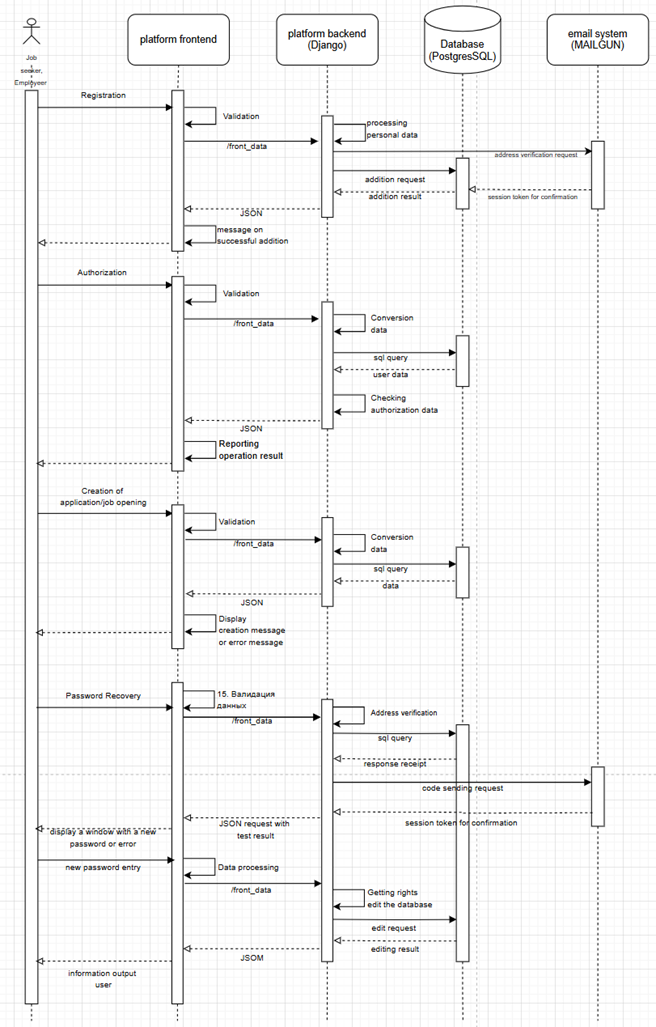 platform frontend
platform backend
(Django)
Database
(PostgresSQL)
email system
(MAILGUN)
Job
seeker,
Employeer
Registration
Validation
/front_data
processing
personal data
address verification request
addition request
addition result
session token for confirmation
JSON
message on
successful addition
Authorization
Validation
/front_data
Conversion
data
sql query
user data
Checking
authorization data
JSON
Reporting
operation result
Creation of
application/job opening
Validation
/front_data
Conversion
data
sql query
data
JSON
Display
creation message
or error message
Password Recovery
15. Валидация
данных
/front_data
Address verification
sql query
response receipt
code sending request
session token for confirmation
JSON request with
test result
display a window with a new
password or error
new password entry
Data processing
/front_data
Getting rights
edit the database
edit request
editing result
JSOM
information output
user